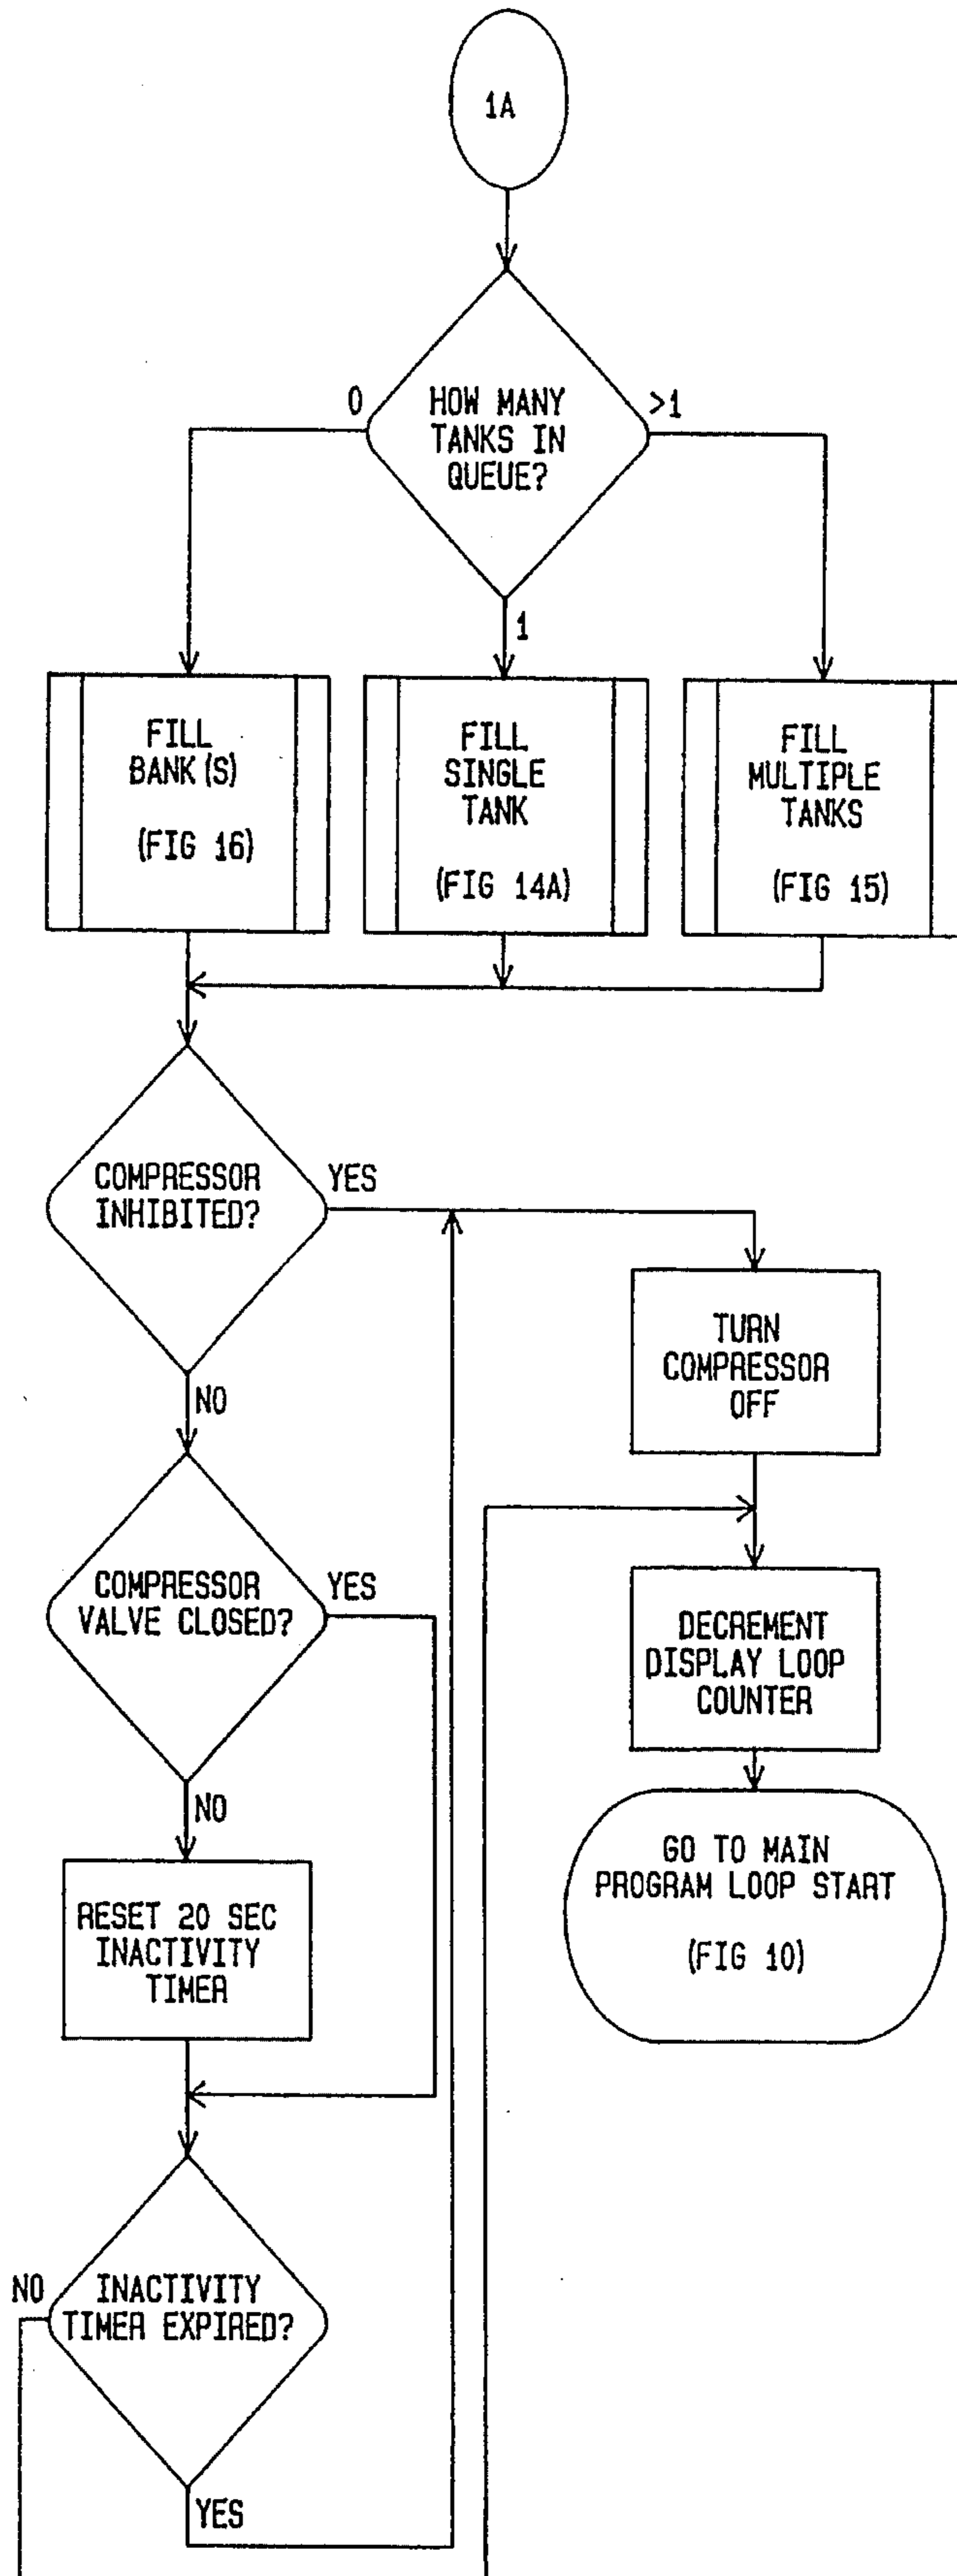 1A
HOW MANY
TANKS IN
QUEUE?
0
>1
1
FILL
BANK(S)
(FIG 16)
FILL
SINGLE
TANK
(FIG 14A)
FILL
MULTIPLE
TANKS
(FIG 15)
COMPRESSOR
INHIBITED?
YES
NO
TURN
COMPRESSOR
OFF
COMPRESSOR
VALVE CLOSED?
YES
NO
DECREMENT
DISPLAY LOOP
COUNTER
GO TO MAIN
PROGRAM LOOP START
(FIG 10)
RESET 20 SEC
INACTIVITY
TIMER
INACTIVITY
TIMER EXPIRED?
NO
YES